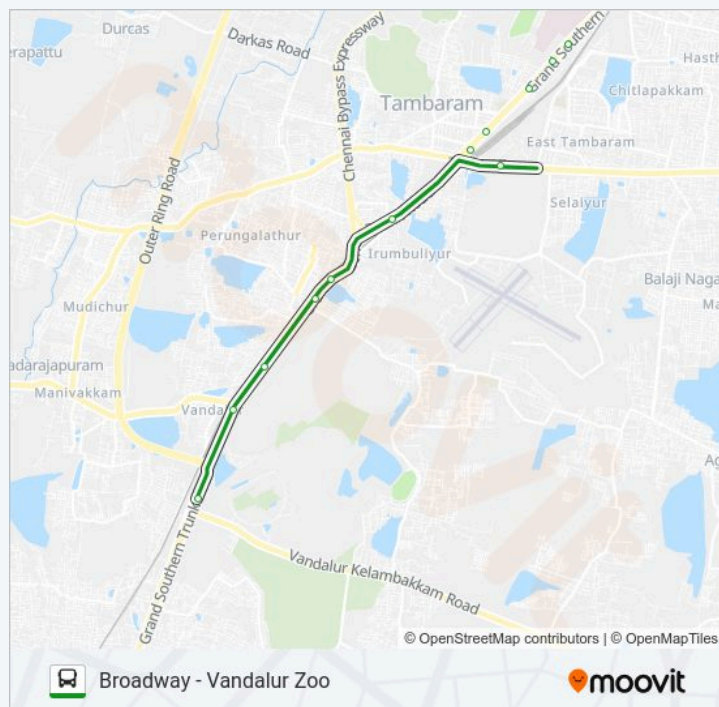 Durcas
erapattu
Darkas Road
Chennai Bypass Expressway
Grand Southern
Hasth
Tambaram
Chitlapakkam
East Tambaram
Outer Ring Road
Selaiyur
Perungalathur
Irumbuliyur
Balaji Naga
Mudichur
Ma
adarajapuram
Manivakkam
Vandalur
Ag
Grand Southern Trunk
Vandalur Kelambakkam Road
© OpenStreetMap contributors | © OpenMapTiles
Broadway - Vandalur Zoo
moovit